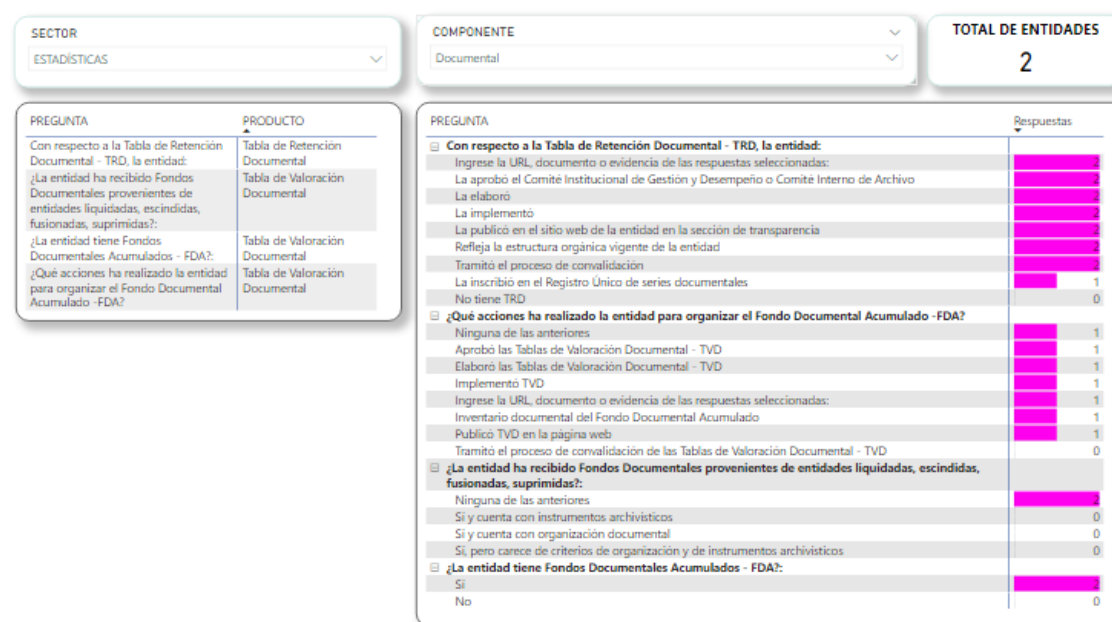 SECTOR
ESTADÍSTICAS
COMPONENTE
Documental
TOTAL DE ENTIDADES
2
PREGUNTA PRODUCTO
Con respecto a la Tabla de Retención Tabla de Retención
Documental - TRD, la entidad: Documental
¿La entidad ha recibido Fondos Tabla de Valoración
Documentales provenientes de Documental
entidades liquidadas, escindidas,
fusionadas, suprimidas?:
¿La entidad tiene Fondos Tabla de Valoración
Documentales Acumulados - FDA?: Documental
¿Qué acciones ha realizado la entidad Tabla de Valoración
para organizar el Fondo Documental Documental
Acumulado -FDA?
PREGUNTA Respuestas
Con respecto a la Tabla de Retención Documental - TRD, la entidad:
Ingrese la URL, documento o evidencia de las respuestas seleccionadas: 2
La aprobó el Comité Institucional de Gestión y Desempeño o Comité Interno de Archivo 2
La elaboró 2
La implementó 2
La publicó en el sitio web de la entidad en la sección de transparencia 2
Refleja la estructura orgánica vigente de la entidad 2
Tramitó el proceso de convalidación 2
La inscribió en el Registro Único de series documentales 1
No tiene TRD 0
¿Qué acciones ha realizado la entidad para organizar el Fondo Documental Acumulado -FDA?
Ninguna de las anteriores 1
Aprobó las Tablas de Valoración Documental - TVD 1
Elaboró las Tablas de Valoración Documental - TVD 1
Implementó TVD 1
Ingrese la URL, documento o evidencia de las respuestas seleccionadas: 1
Inventario documental del Fondo Documental Acumulado 1
Publicó TVD en la página web 1
Tramitó el proceso de convalidación de las Tablas de Valoración Documental - TVD 0
¿La entidad ha recibido Fondos Documentales provenientes de entidades liquidadas, escindidas,
fusionadas, suprimidas?:
Ninguna de las anteriores 2
Sí y cuenta con instrumentos archivísticos 0
Sí y cuenta con organización documental 0
Sí, pero carece de criterios de organización y de instrumentos archivísticos 0
¿La entidad tiene Fondos Documentales Acumulados - FDA?:
Sí 2
No 0